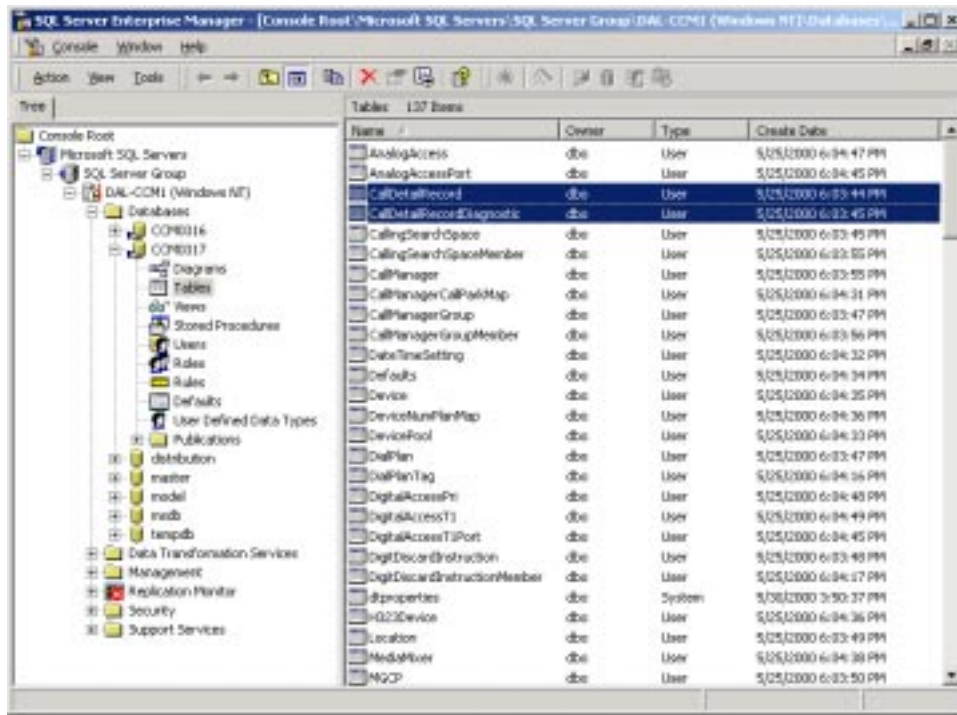 SQL Server Enterprise Manager - [Console Root\Microsoft SQL Servers\SQL Server Group\DAL-CCM1 (Windows NT)\Databases\...
Console Window Help
Action View Tools
Tree
Tables 137 Items
Console Root
Microsoft SQL Servers
SQL Server Group
DAL-CCM1 (Windows NT)
Databases
CCM0316
CCM0317
Diagrams
Tables
Views
Stored Procedures
Users
Roles
Rules
Defaults
User Defined Data Types
Publications
distribution
master
model
msdb
tempdb
Data Transformation Services
Management
Replication Monitor
Security
Support Services
Name Owner Type Create Date
AnalogAccess dbo User 5/25/2000 6:04:47 PM
AnalogAccessPort dbo User 5/25/2000 6:04:45 PM
CallDetailRecord dbo User 5/25/2000 6:03:44 PM
CallDetailRecordDiagnostic dbo User 5/25/2000 6:03:45 PM
CallingSearchSpace dbo User 5/25/2000 6:03:45 PM
CallingSearchSpaceMember dbo User 5/25/2000 6:03:55 PM
CallManager dbo User 5/25/2000 6:03:55 PM
CallManagerCallParkMap dbo User 5/25/2000 6:04:31 PM
CallManagerGroup dbo User 5/25/2000 6:03:47 PM
CallManagerGroupMember dbo User 5/25/2000 6:03:56 PM
DateTimeSetting dbo User 5/25/2000 6:04:32 PM
Defaults dbo User 5/25/2000 6:04:34 PM
Device dbo User 5/25/2000 6:04:35 PM
DeviceNumPlanMap dbo User 5/25/2000 6:04:36 PM
DevicePool dbo User 5/25/2000 6:04:33 PM
DialPlan dbo User 5/25/2000 6:03:47 PM
DialPlanTag dbo User 5/25/2000 6:04:16 PM
DigitalAccessPri dbo User 5/25/2000 6:04:48 PM
DigitalAccessT1 dbo User 5/25/2000 6:04:49 PM
DigitalAccessT1Port dbo User 5/25/2000 6:04:45 PM
DigitDiscardInstruction dbo User 5/25/2000 6:03:48 PM
DigitDiscardInstructionMember dbo User 5/25/2000 6:04:17 PM
dtproperties dbo System 5/30/2000 3:50:37 PM
H323Device dbo User 5/25/2000 6:04:36 PM
Location dbo User 5/25/2000 6:03:49 PM
MediaMixer dbo User 5/25/2000 6:04:38 PM
MGCP dbo User 5/25/2000 6:03:50 PM